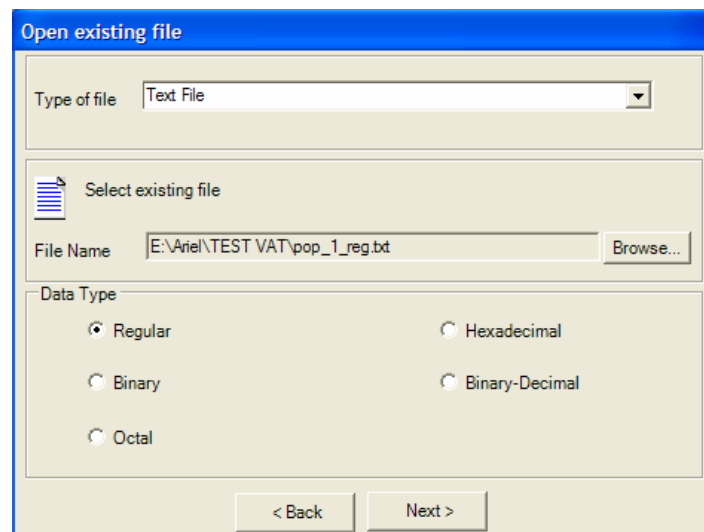 Open existing file
Type of file Text File
Select existing file
File Name E:\Ariel\TEST VAT\pop_1_reg.txt Browse...
Data Type
Regular Hexadecimal
Binary Binary-Decimal
Octal
< Back Next >